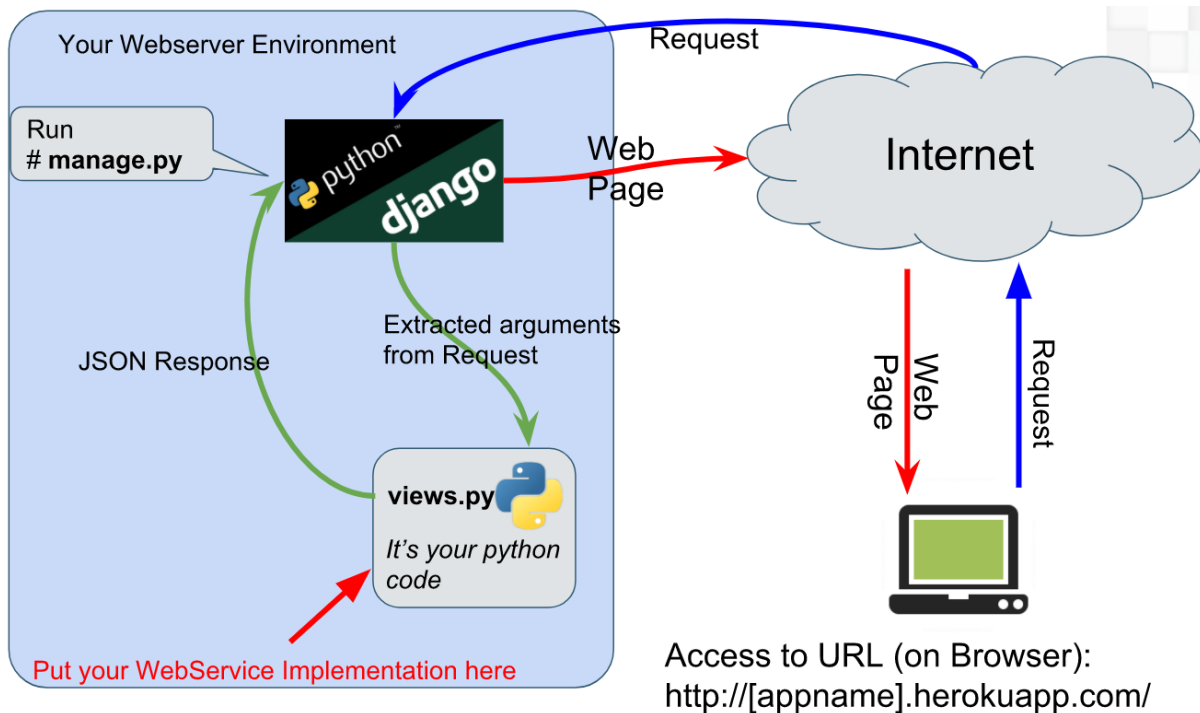 Your Webserver Environment
Request
Run
# manage.py
python™
django
Web
Page
Internet
Extracted arguments
from Request
JSON Response
Web
Page
Request
views.py
It's your python
code
Put your WebService Implementation here
Access to URL (on Browser):
http://[appname].herokuapp.com/